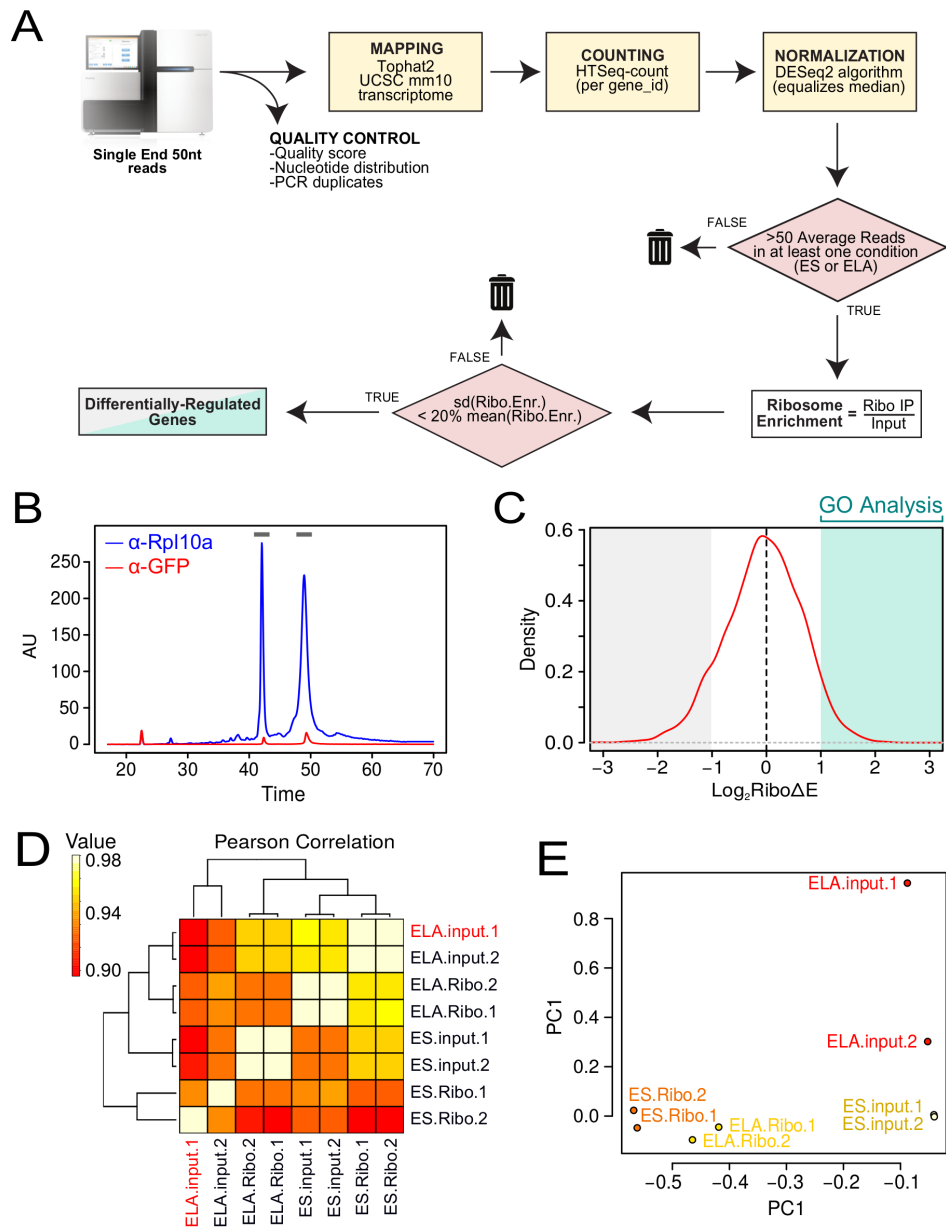 A
Single End 50nt
reads
QUALITY CONTROL
-Quality score
-Nucleotide distribution
-PCR duplicates
MAPPING
Tophat2
UCSC mm10
transcriptome
COUNTING
HTSeq-count
(per gene_id)
NORMALIZATION
DESeq2 algorithm
(equalizes median)
>50 Average Reads
in at least one condition
(ES or ELA)
FALSE
TRUE
Ribosome
Enrichment
=
Ribo IP
Input
sd(Ribo.Enr.)
< 20% mean(Ribo.Enr.)
FALSE
TRUE
Differentially-Regulated
Genes
B
α-Rpl10a
α-GFP
AU
250
200
150
100
50
0
20 30 40 50 60 70
Time
C
GO Analysis
Density
0.6
0.4
0.2
0.0
−3 −2 −1 0 1 2 3
Log₂RiboΔE
D
Value
0.98
0.94
0.90
Pearson Correlation
ELA.input.1
ELA.input.2
ELA.Ribo.2
ELA.Ribo.1
ES.input.1
ES.input.2
ES.Ribo.1
ES.Ribo.2
ELA.input.1
ELA.input.2
ELA.Ribo.2
ELA.Ribo.1
ES.input.1
ES.input.2
ES.Ribo.1
ES.Ribo.2
E
PC1
0.8
0.6
0.4
0.2
0.0
ELA.input.1
ELA.input.2
ES.Ribo.2
ES.Ribo.1
ELA.Ribo.1
ELA.Ribo.2
ES.input.1
ES.input.2
−0.5 −0.4 −0.3 −0.2 −0.1
PC1